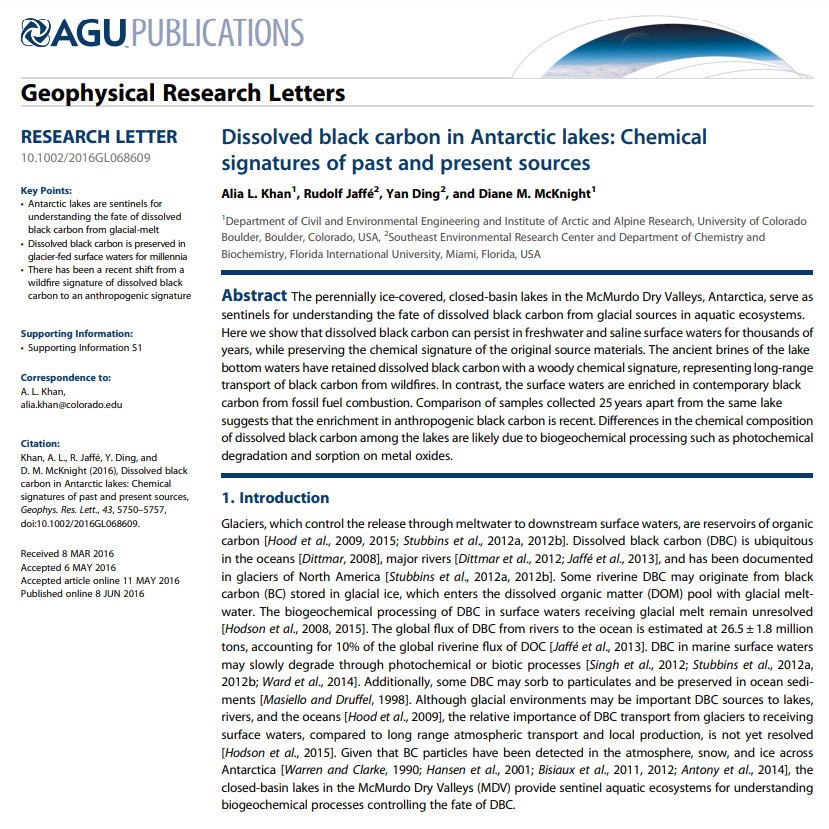 AGU PUBLICATIONS
Geophysical Research Letters
RESEARCH LETTER
10.1002/2016GL068609
Key Points:
• Antarctic lakes are sentinels for
understanding the fate of dissolved
black carbon from glacial-melt
• Dissolved black carbon is preserved in
glacier-fed surface waters for millennia
• There has been a recent shift from a
wildfire signature of dissolved black
carbon to an anthropogenic signature
Supporting Information:
• Supporting Information S1
Correspondence to:
A. L. Khan,
alia.khan@colorado.edu
Citation:
Khan, A. L., R. Jaffé, Y. Ding, and
D. M. McKnight (2016), Dissolved black
carbon in Antarctic lakes: Chemical
signatures of past and present sources,
Geophys. Res. Lett., 43, 5750–5757,
doi:10.1002/2016GL068609.
Received 8 MAR 2016
Accepted 6 MAY 2016
Accepted article online 11 MAY 2016
Published online 8 JUN 2016
Dissolved black carbon in Antarctic lakes: Chemical
signatures of past and present sources
Alia L. Khan1, Rudolf Jaffé2, Yan Ding2, and Diane M. McKnight1
1Department of Civil and Environmental Engineering and Institute of Arctic and Alpine Research, University of Colorado
Boulder, Boulder, Colorado, USA, 2Southeast Environmental Research Center and Department of Chemistry and
Biochemistry, Florida International University, Miami, Florida, USA
Abstract The perennially ice-covered, closed-basin lakes in the McMurdo Dry Valleys, Antarctica, serve as
sentinels for understanding the fate of dissolved black carbon from glacial sources in aquatic ecosystems.
Here we show that dissolved black carbon can persist in freshwater and saline surface waters for thousands of
years, while preserving the chemical signature of the original source materials. The ancient brines of the lake
bottom waters have retained dissolved black carbon with a woody chemical signature, representing long-range
transport of black carbon from wildfires. In contrast, the surface waters are enriched in contemporary black
carbon from fossil fuel combustion. Comparison of samples collected 25 years apart from the same lake
suggests that the enrichment in anthropogenic black carbon is recent. Differences in the chemical composition
of dissolved black carbon among the lakes are likely due to biogeochemical processing such as photochemical
degradation and sorption on metal oxides.
1. Introduction
Glaciers, which control the release through meltwater to downstream surface waters, are reservoirs of organic
carbon [Hood et al., 2009, 2015; Stubbins et al., 2012a, 2012b]. Dissolved black carbon (DBC) is ubiquitous
in the oceans [Dittmar, 2008], major rivers [Dittmar et al., 2012; Jaffé et al., 2013], and has been documented
in glaciers of North America [Stubbins et al., 2012a, 2012b]. Some riverine DBC may originate from black
carbon (BC) stored in glacial ice, which enters the dissolved organic matter (DOM) pool with glacial melt-
water. The biogeochemical processing of DBC in surface waters receiving glacial melt remain unresolved
[Hodson et al., 2008, 2015]. The global flux of DBC from rivers to the ocean is estimated at 26.5 ± 1.8 million
tons, accounting for 10% of the global riverine flux of DOC [Jaffé et al., 2013]. DBC in marine surface waters
may slowly degrade through photochemical or biotic processes [Singh et al., 2012; Stubbins et al., 2012a,
2012b; Ward et al., 2014]. Additionally, some DBC may sorb to particulates and be preserved in ocean sedi-
ments [Masiello and Druffel, 1998]. Although glacial environments may be important DBC sources to lakes,
rivers, and the oceans [Hood et al., 2009], the relative importance of DBC transport from glaciers to receiving
surface waters, compared to long range atmospheric transport and local production, is not yet resolved
[Hodson et al., 2015]. Given that BC particles have been detected in the atmosphere, snow, and ice across
Antarctica [Warren and Clarke, 1990; Hansen et al., 2001; Bisiaux et al., 2011, 2012; Antony et al., 2014], the
closed-basin lakes in the McMurdo Dry Valleys (MDV) provide sentinel aquatic ecosystems for understanding
biogeochemical processes controlling the fate of DBC.